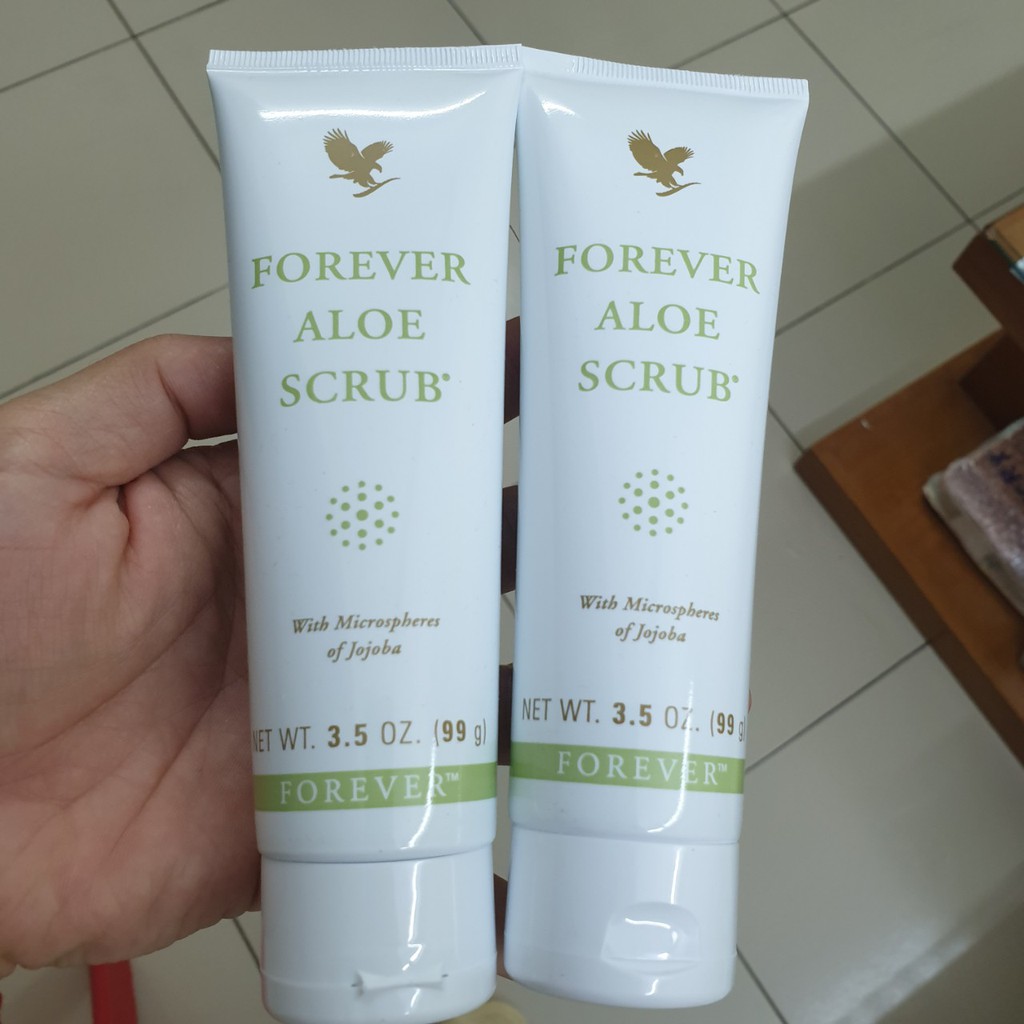 FOREVER
ALOE
SCRUB
With Microspheres
of Jojoba
NET WT. 3.5 OZ. (99 g)
FOREVER™
FOREVER
ALOE
SCRUB
With Microspheres
of Jojoba
NET WT. 3.5 OZ. (99 g)
FOREVER™